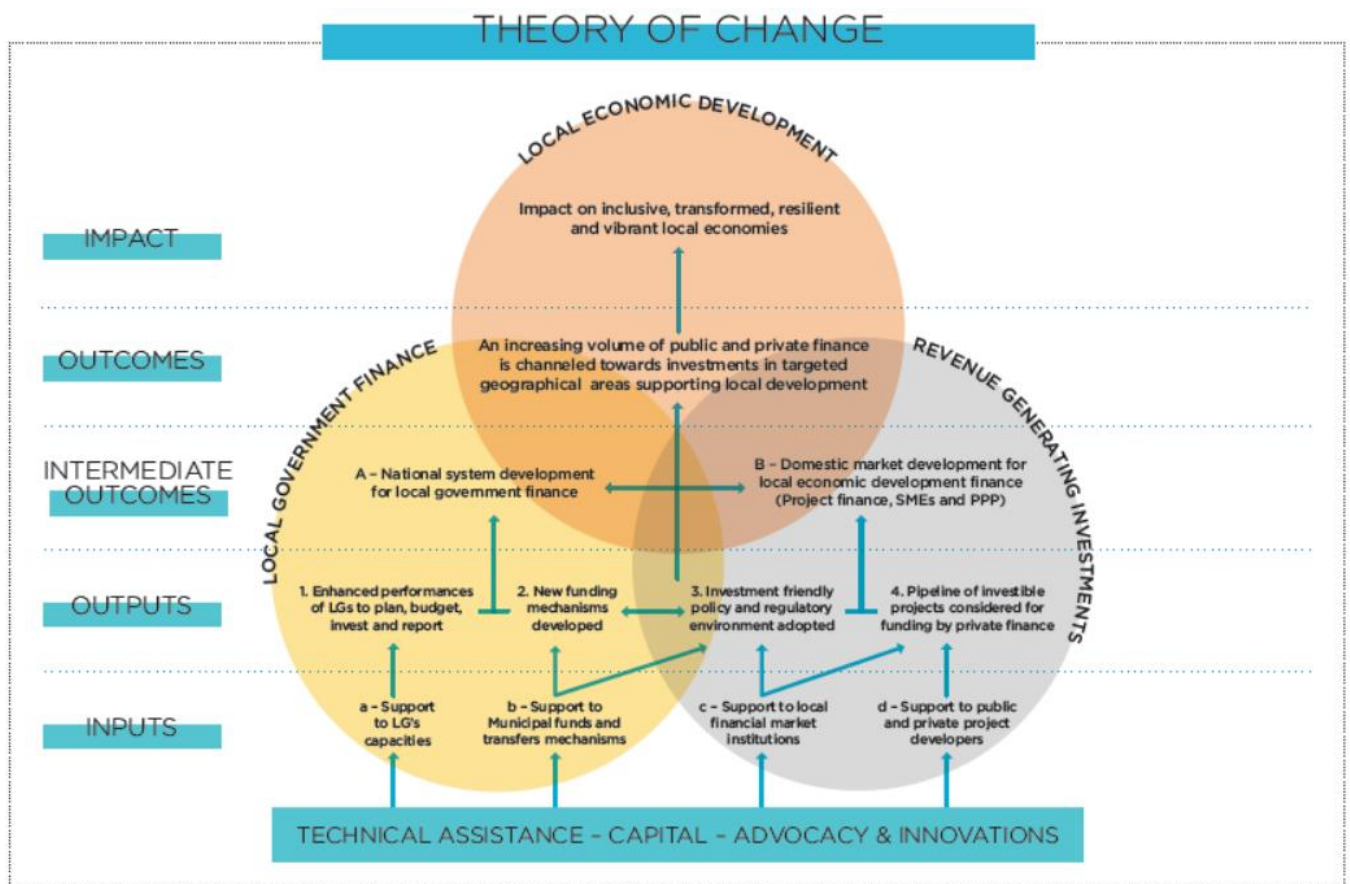 THEORY OF CHANGE
LOCAL ECONOMIC DEVELOPMENT
IMPACT
Impact on inclusive, transformed, resilient
and vibrant local economies
OUTCOMES
LOCAL GOVERNMENT FINANCE
An increasing volume of public and private finance
is channeled towards investments in targeted
geographical areas supporting local development
REVENUE GENERATING INVESTMENTS
INTERMEDIATE
OUTCOMES
A – National system development
for local government finance
B – Domestic market development for
local economic development finance
(Project finance, SMEs and PPP)
OUTPUTS
1. Enhanced performances
of LGs to plan, budget,
invest and report
2. New funding
mechanisms
developed
3. Investment friendly
policy and regulatory
environment adopted
4. Pipeline of investible
projects considered for
funding by private finance
INPUTS
a – Support
to LG's
capacities
b – Support to
Municipal funds and
transfers mechanisms
c – Support to local
financial market
institutions
d – Support to public
and private project
developers
TECHNICAL ASSISTANCE – CAPITAL – ADVOCACY & INNOVATIONS